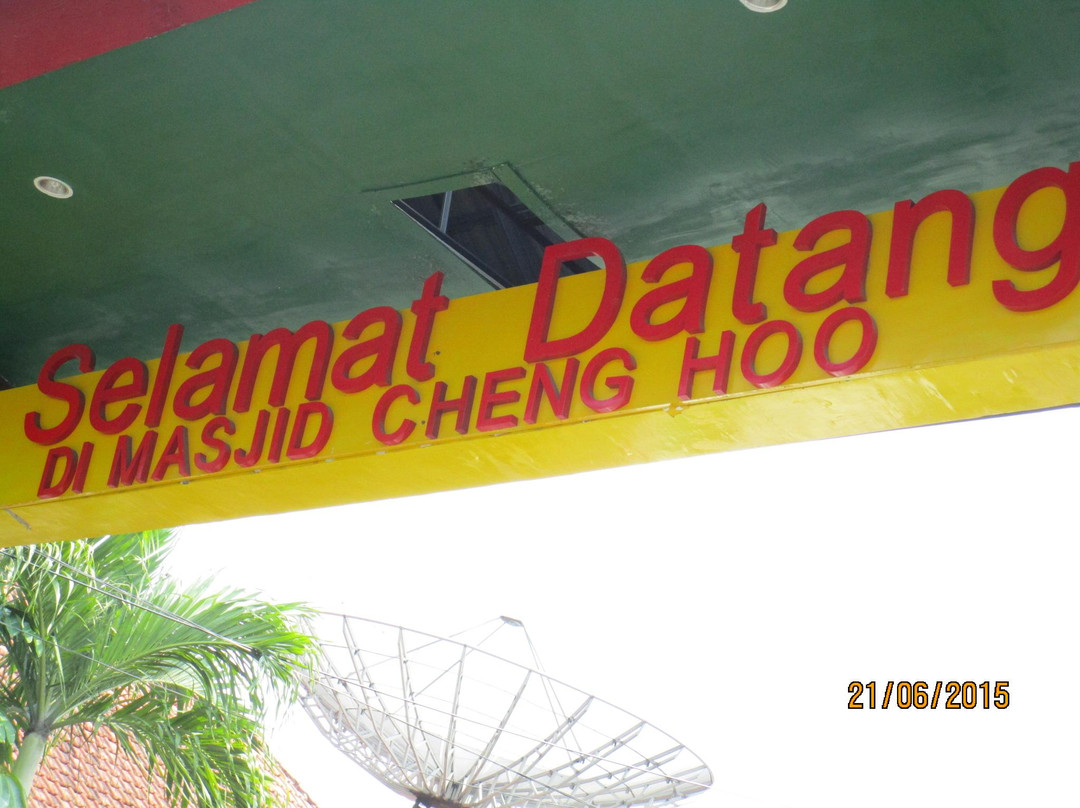 Selamat Datang
DI MASJID CHENG HOO
21/06/2015